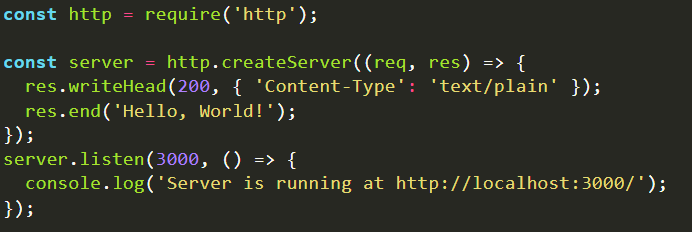 const http = require('http');

const server = http.createServer((req, res) => {
  res.writeHead(200, { 'Content-Type': 'text/plain' });
  res.end('Hello, World!');
});
server.listen(3000, () => {
  console.log('Server is running at http://localhost:3000/');
});